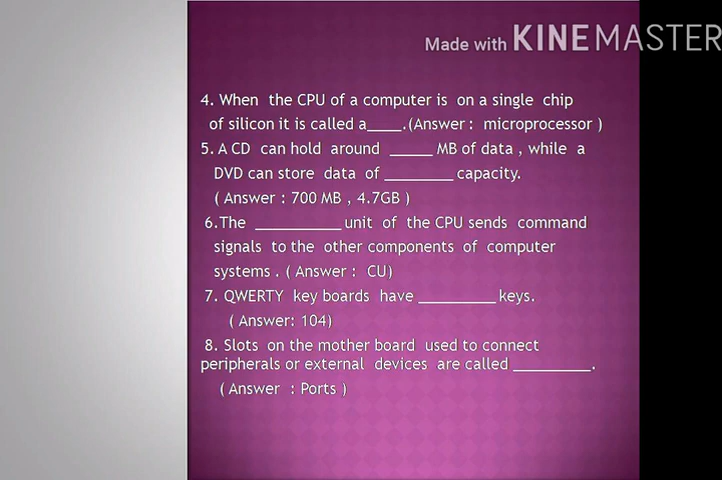 Made with KINEMASTER
4. When the CPU of a computer is on a single chip
of silicon it is called a____.(Answer : microprocessor )
5. A CD can hold around _____ MB of data , while a
DVD can store data of ________ capacity.
( Answer : 700 MB , 4.7GB )
6.The __________ unit of the CPU sends command
signals to the other components of computer
systems . ( Answer : CU)
7. QWERTY key boards have _________ keys.
( Answer: 104)
8. Slots on the mother board used to connect
peripherals or external devices are called _________.
( Answer : Ports )